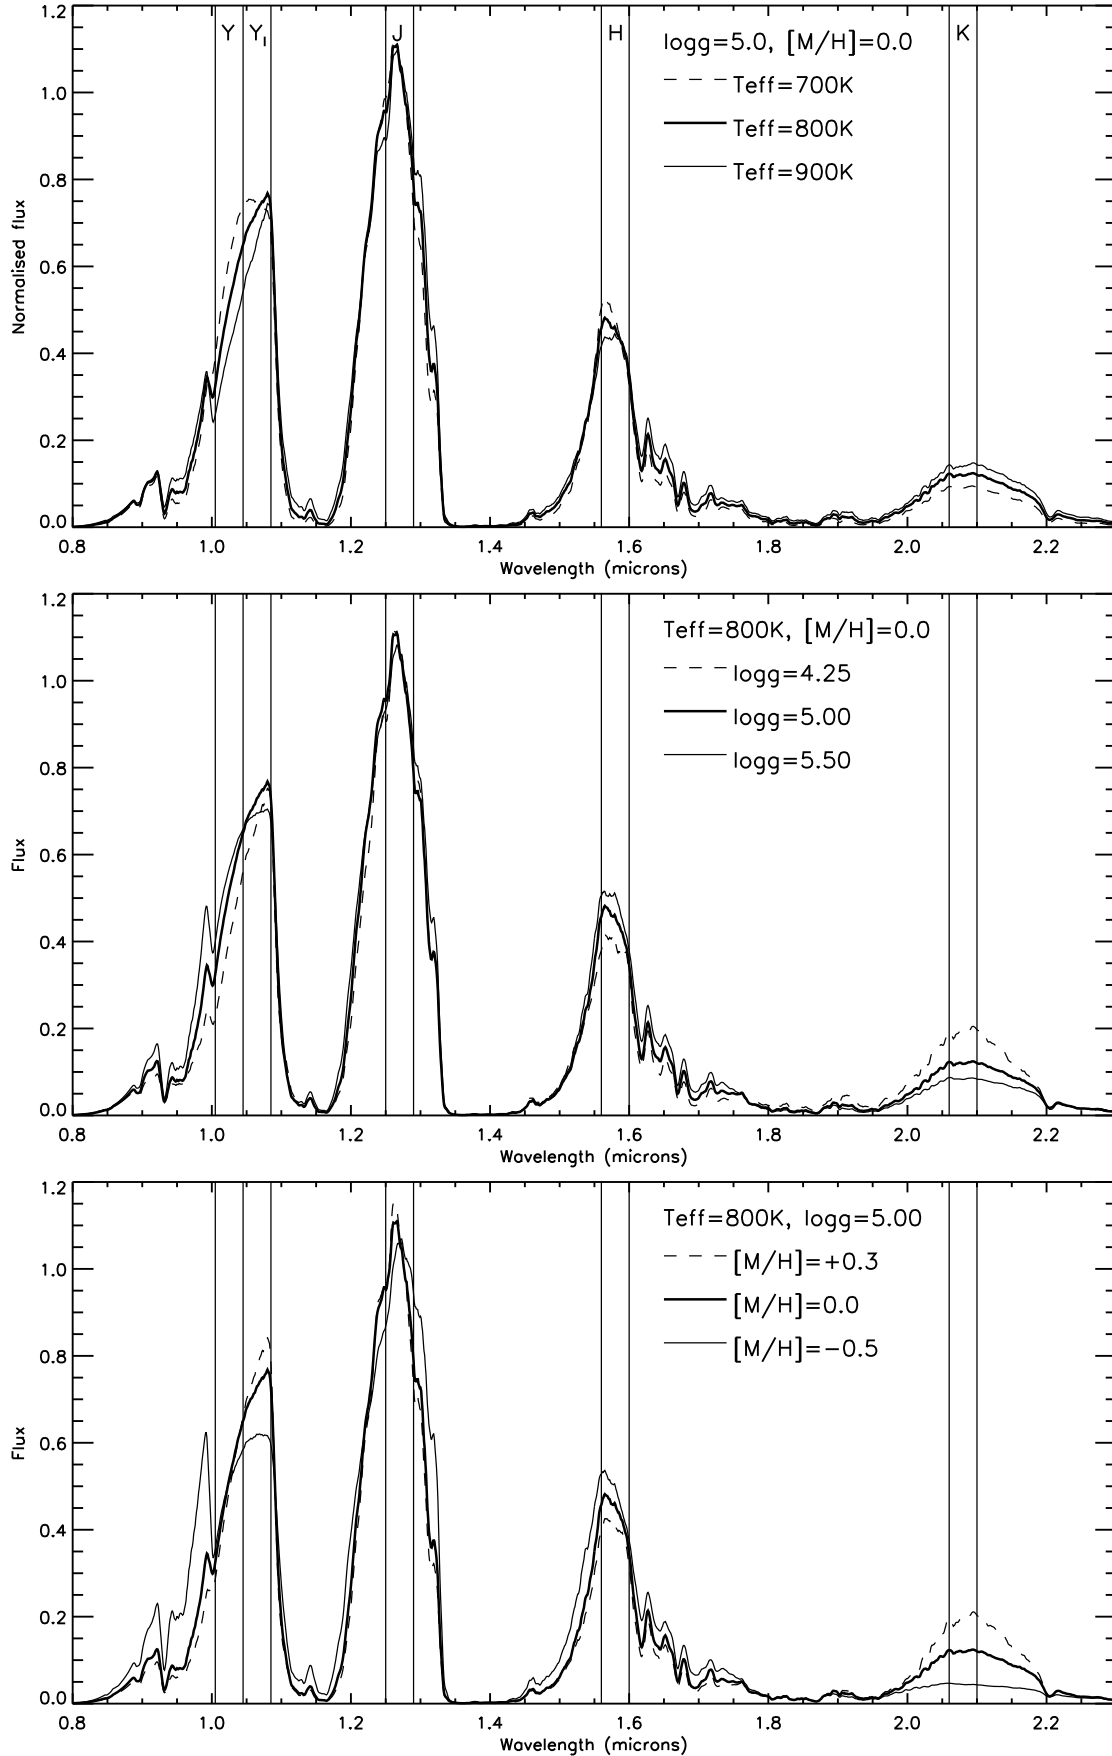 1.2
Y Y₁ J H K
logg=5.0, [M/H]=0.0
1.0
Teff=700K
Teff=800K
0.8
Teff=900K
Normalised flux
0.6
0.4
0.2
0.0
0.8 1.0 1.2 1.4 1.6 1.8 2.0 2.2
Wavelength (microns)
1.2
Teff=800K, [M/H]=0.0
1.0
logg=4.25
logg=5.00
0.8
logg=5.50
Flux
0.6
0.4
0.2
0.0
0.8 1.0 1.2 1.4 1.6 1.8 2.0 2.2
Wavelength (microns)
1.2
Teff=800K, logg=5.00
1.0
[M/H]=+0.3
[M/H]=0.0
0.8
[M/H]=−0.5
Flux
0.6
0.4
0.2
0.0
0.8 1.0 1.2 1.4 1.6 1.8 2.0 2.2
Wavelength (microns)